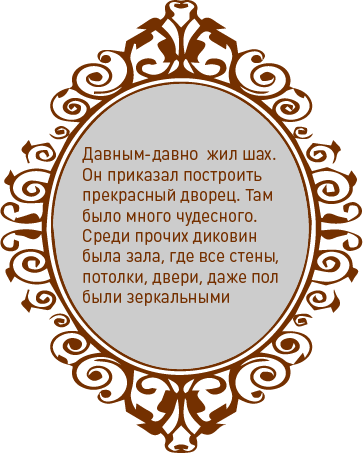 Давным-давно  жил шах.
Он приказал построить
прекрасный дворец. Там
было много чудесного.
Среди прочих диковин
была зала, где все стены,
потолки, двери, даже пол
были зеркальными